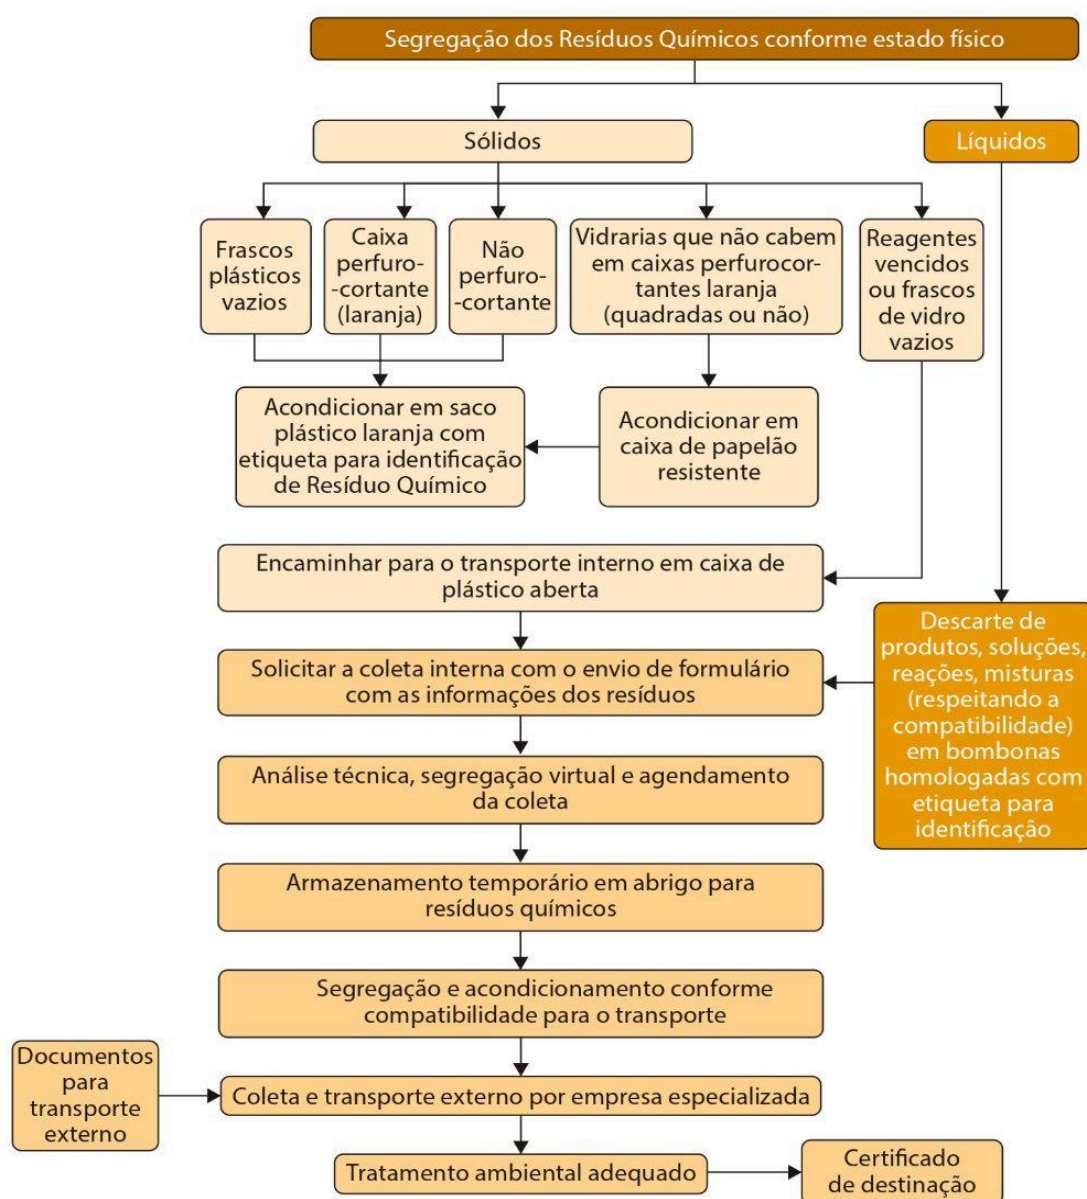 Segregação dos Resíduos Químicos conforme estado físico
Sólidos
Líquidos
Frascos
plásticos
vazios
Caixa
perfuro-
-cortante
(laranja)
Não
perfuro-
-cortante
Vidrarias que não cabem
em caixas perfurocor-
tantes laranja
(quadradas ou não)
Reagentes
vencidos
ou frascos
de vidro
vazios
Acondicionar em saco
plástico laranja com
etiqueta para identificação
de Resíduo Químico
Acondicionar em
caixa de papelão
resistente
Encaminhar para o transporte interno em caixa de
plástico aberta
Descarte de
produtos, soluções,
reações, misturas
(respeitando a
compatibilidade)
em bombonas
homologadas com
etiqueta para
identificação
Solicitar a coleta interna com o envio de formulário
com as informações dos resíduos
Análise técnica, segregação virtual e agendamento
da coleta
Armazenamento temporário em abrigo para
resíduos químicos
Segregação e acondicionamento conforme
compatibilidade para o transporte
Documentos
para
transporte
externo
Coleta e transporte externo por empresa especializada
Tratamento ambiental adequado
Certificado
de destinação